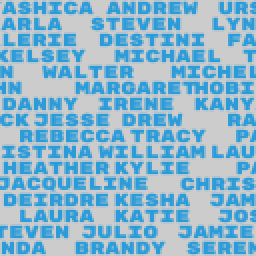 ASHICA ANDREW URS
ARLA STEVEN LYN
LERIE DESTINI FA
KELSEY MICHAEL T
N WALTER MICHEL
HN MARGARET HOBI
DANNY IRENE KANY
CK JESSE DREW RA
REBECCA TRACY PA
ISTINA WILLIAM LAU
HEATHER KYLIE PA
JACQUELINE CHRIS
DEIRDRE KESHA JAM
LAURA KATIE JOS
TEVEN JULIO JAMIE
NDA BRANDY SEREN